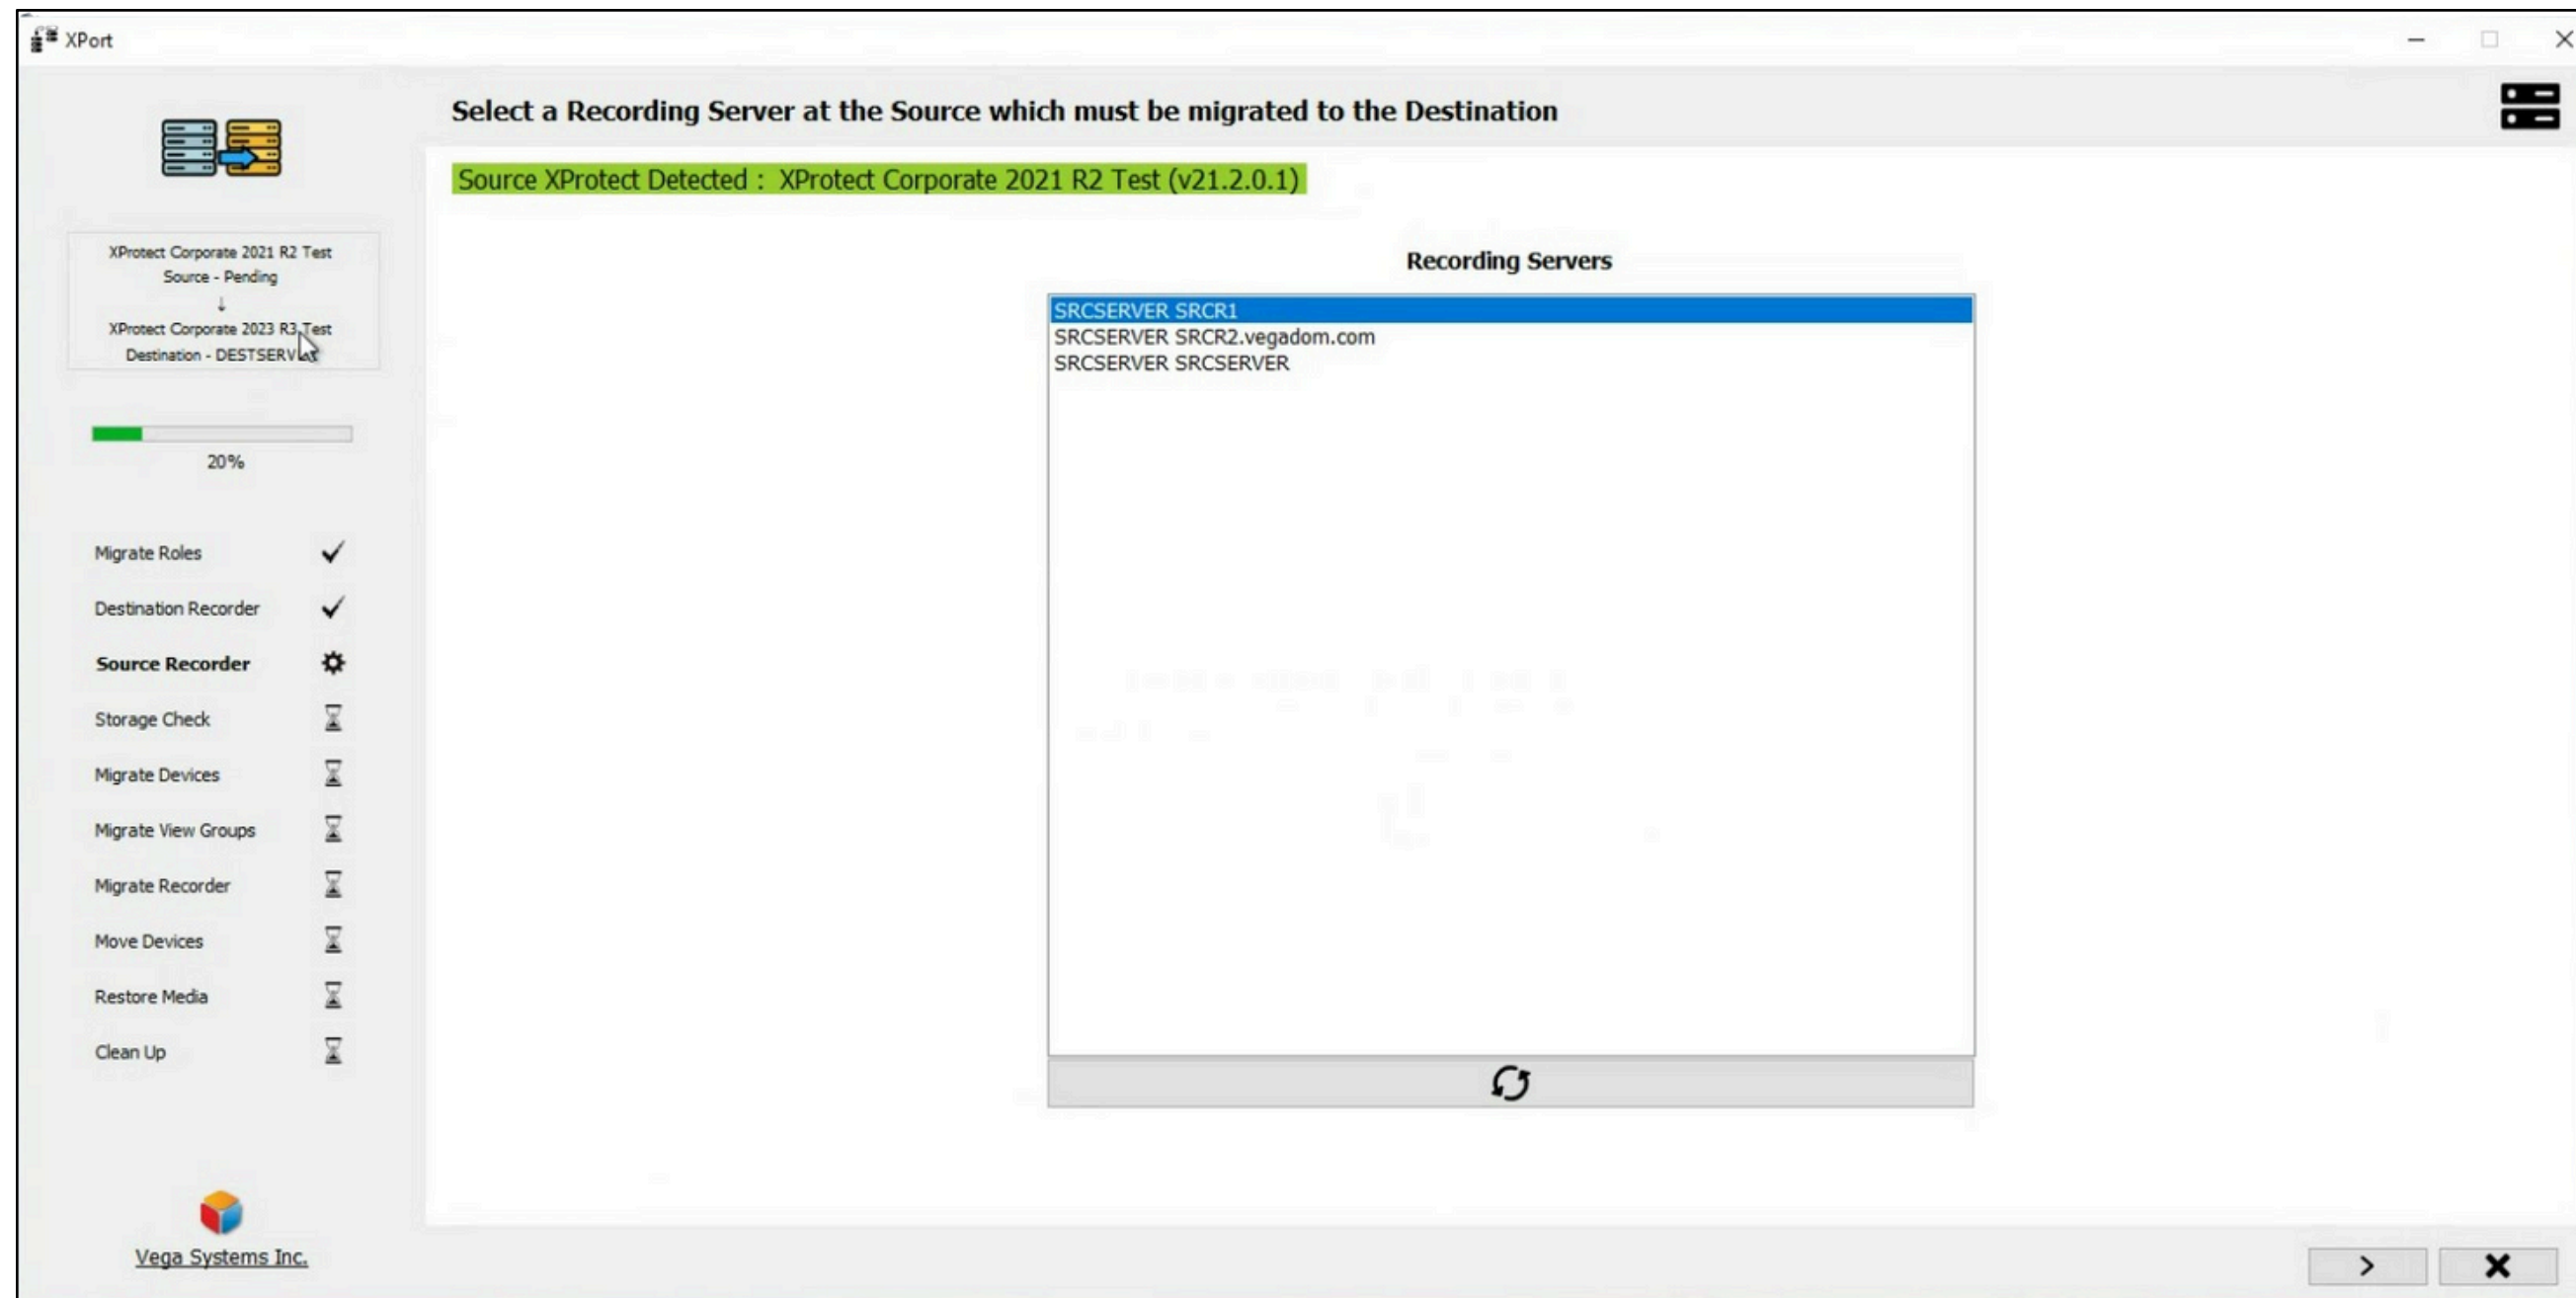 XPort
Select a Recording Server at the Source which must be migrated to the Destination
Source XProtect Detected : XProtect Corporate 2021 R2 Test (v21.2.0.1)
XProtect Corporate 2021 R2 Test
Source - Pending
↓
XProtect Corporate 2023 R3 Test
Destination - DESTSERV
20%
Migrate Roles
Destination Recorder
Source Recorder
Storage Check
Migrate Devices
Migrate View Groups
Migrate Recorder
Move Devices
Restore Media
Clean Up
Vega Systems Inc.
Recording Servers
SRCSERVER SRCR1
SRCSERVER SRCR2.vegadom.com
SRCSERVER SRCSERVER